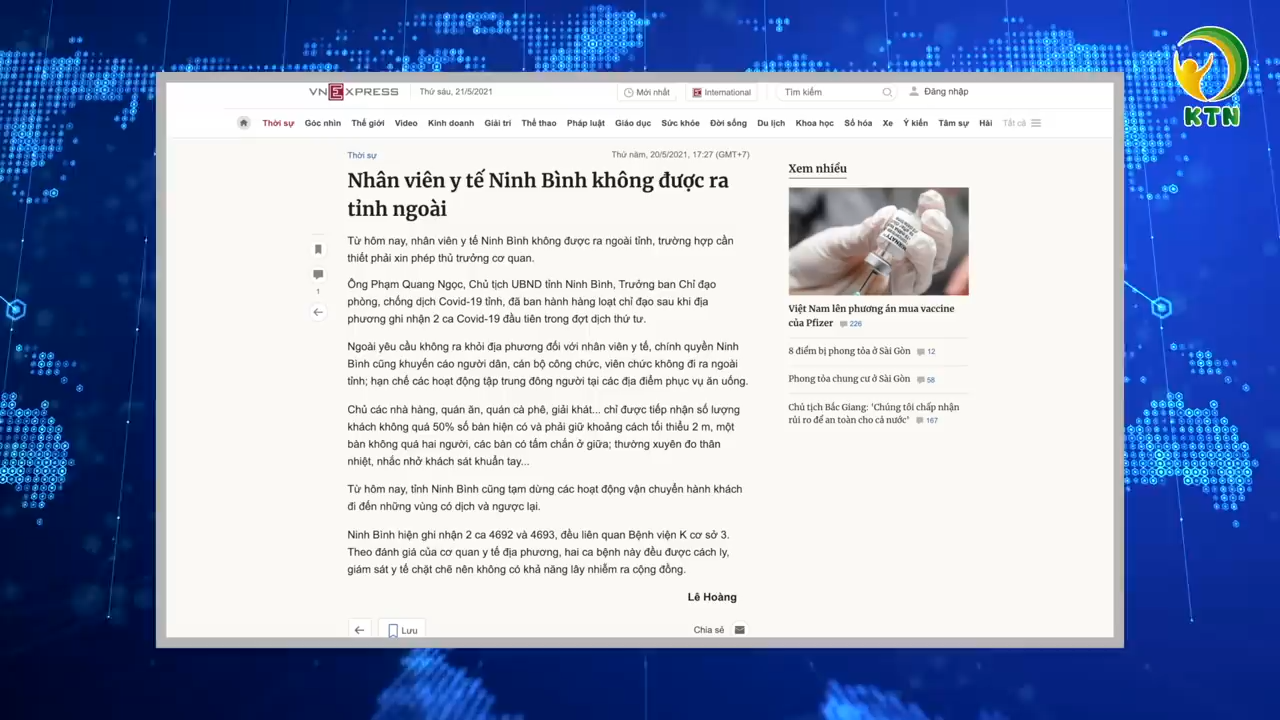 KTN
VNEXPRESS
Thứ sáu, 21/5/2021
Mới nhất
International
Tìm kiếm
Đăng nhập
Thời sự Góc nhìn Thế giới Video Kinh doanh Giải trí Thể thao Pháp luật Giáo dục Sức khỏe Đời sống Du lịch Khoa học Số hóa Xe Ý kiến Tâm sự Hài Tất cả
Thời sự
Thứ năm, 20/5/2021, 17:27 (GMT+7)
Nhân viên y tế Ninh Bình không được ra
tỉnh ngoài
Từ hôm nay, nhân viên y tế Ninh Bình không được ra ngoài tỉnh, trường hợp cần
thiết phải xin phép thủ trưởng cơ quan.
1
Ông Phạm Quang Ngọc, Chủ tịch UBND tỉnh Ninh Bình, Trưởng ban Chỉ đạo
phòng, chống dịch Covid-19 tỉnh, đã ban hành hàng loạt chỉ đạo sau khi địa
phương ghi nhận 2 ca Covid-19 đầu tiên trong đợt dịch thứ tư.
Ngoài yêu cầu không ra khỏi địa phương đối với nhân viên y tế, chính quyền Ninh
Bình cũng khuyến cáo người dân, cán bộ công chức, viên chức không đi ra ngoài
tỉnh; hạn chế các hoạt động tập trung đông người tại các địa điểm phục vụ ăn uống.
Chủ các nhà hàng, quán ăn, quán cà phê, giải khát... chỉ được tiếp nhận số lượng
khách không quá 50% số bàn hiện có và phải giữ khoảng cách tối thiểu 2 m, một
bàn không quá hai người, các bàn có tấm chắn ở giữa; thường xuyên đo thân
nhiệt, nhắc nhở khách sát khuẩn tay...
Từ hôm nay, tỉnh Ninh Bình cũng tạm dừng các hoạt động vận chuyển hành khách
đi đến những vùng có dịch và ngược lại.
Ninh Bình hiện ghi nhận 2 ca 4692 và 4693, đều liên quan Bệnh viện K cơ sở 3.
Theo đánh giá của cơ quan y tế địa phương, hai ca bệnh này đều được cách ly,
giám sát y tế chặt chẽ nên không có khả năng lây nhiễm ra cộng đồng.
Lê Hoàng
Lưu
Chia sẻ
Xem nhiều
Việt Nam lên phương án mua vaccine
của Pfizer 226
8 điểm bị phong tỏa ở Sài Gòn 12
Phong tỏa chung cư ở Sài Gòn 58
Chủ tịch Bắc Giang: 'Chúng tôi chấp nhận
rủi ro để an toàn cho cả nước' 167